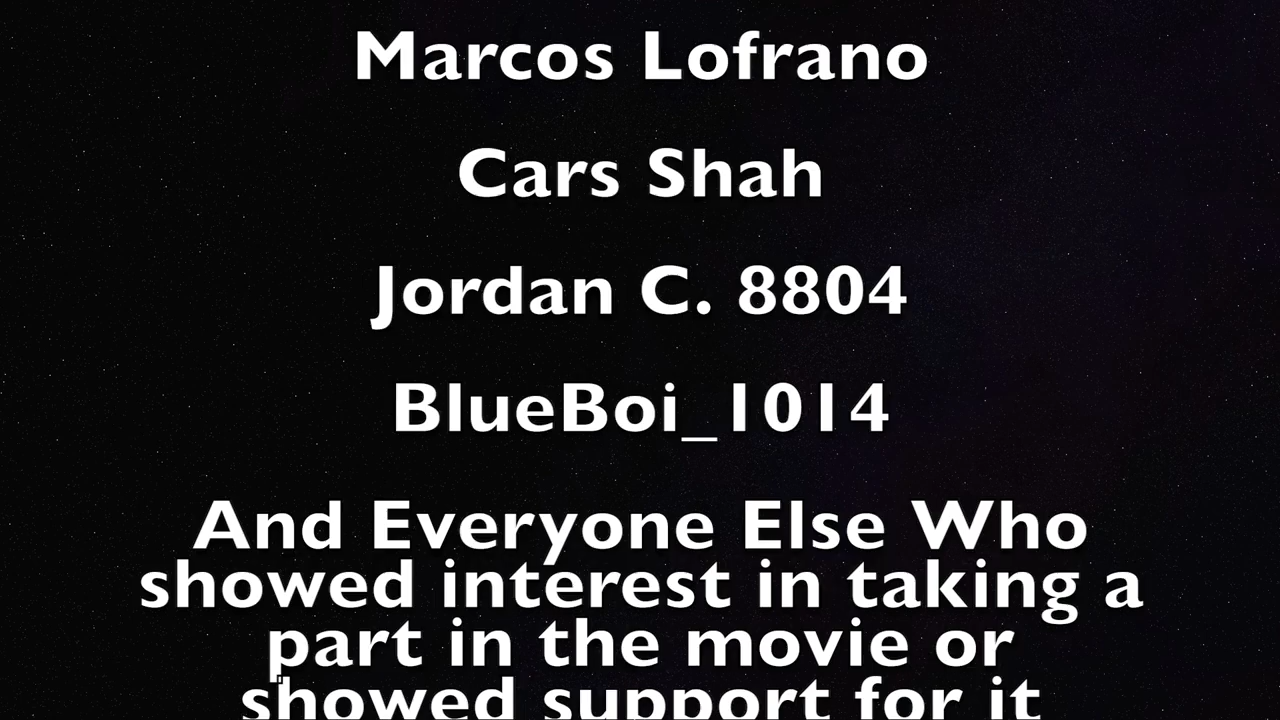 Marcos Lofrano
Cars Shah
Jordan C. 8804
BlueBoi_1014
And Everyone Else Who
showed interest in taking a
part in the movie or
showed support for it